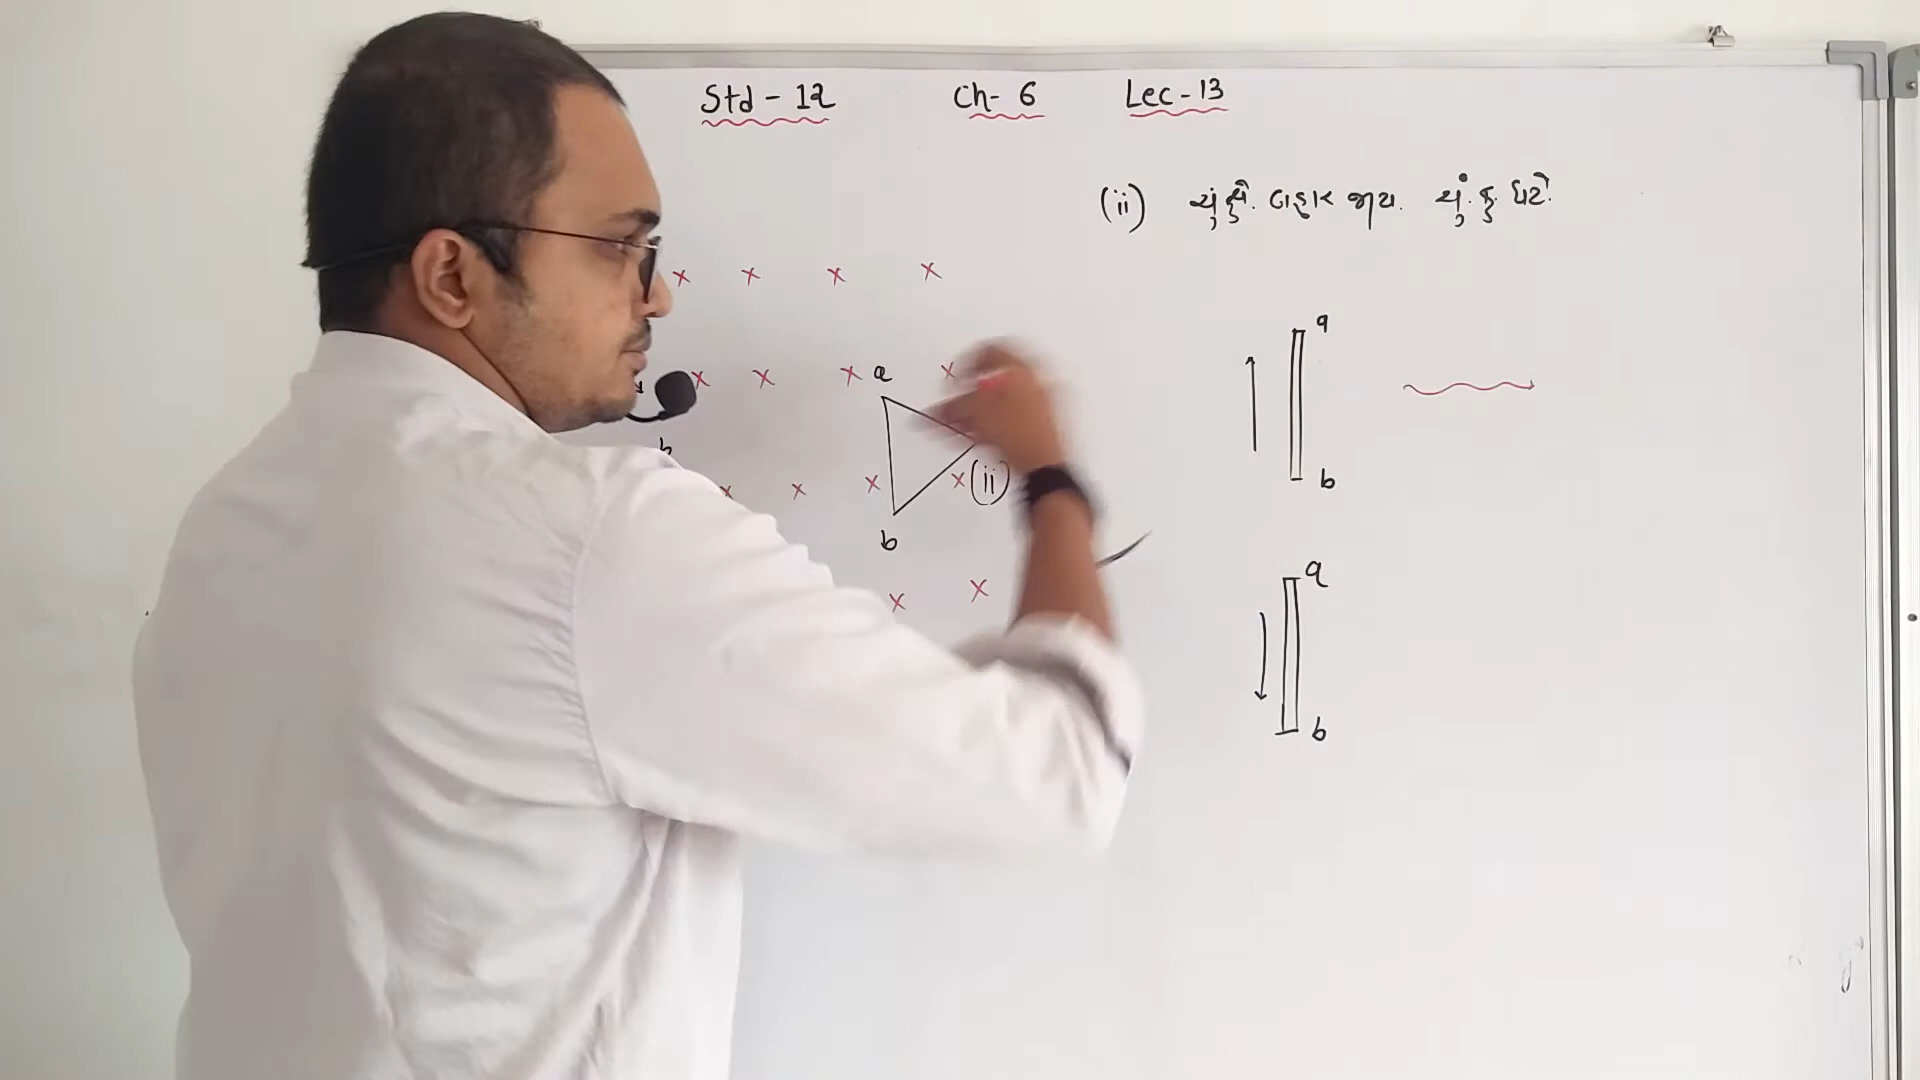 Std - 12 Ch- 6 Lec - 13
(ii) ચું.ક્ષે. બહાર જાય. ચું. ફ. ઘટે.
x x x x
x x x a x
a
b
x x x x (ii)
b
b
x x
a
b